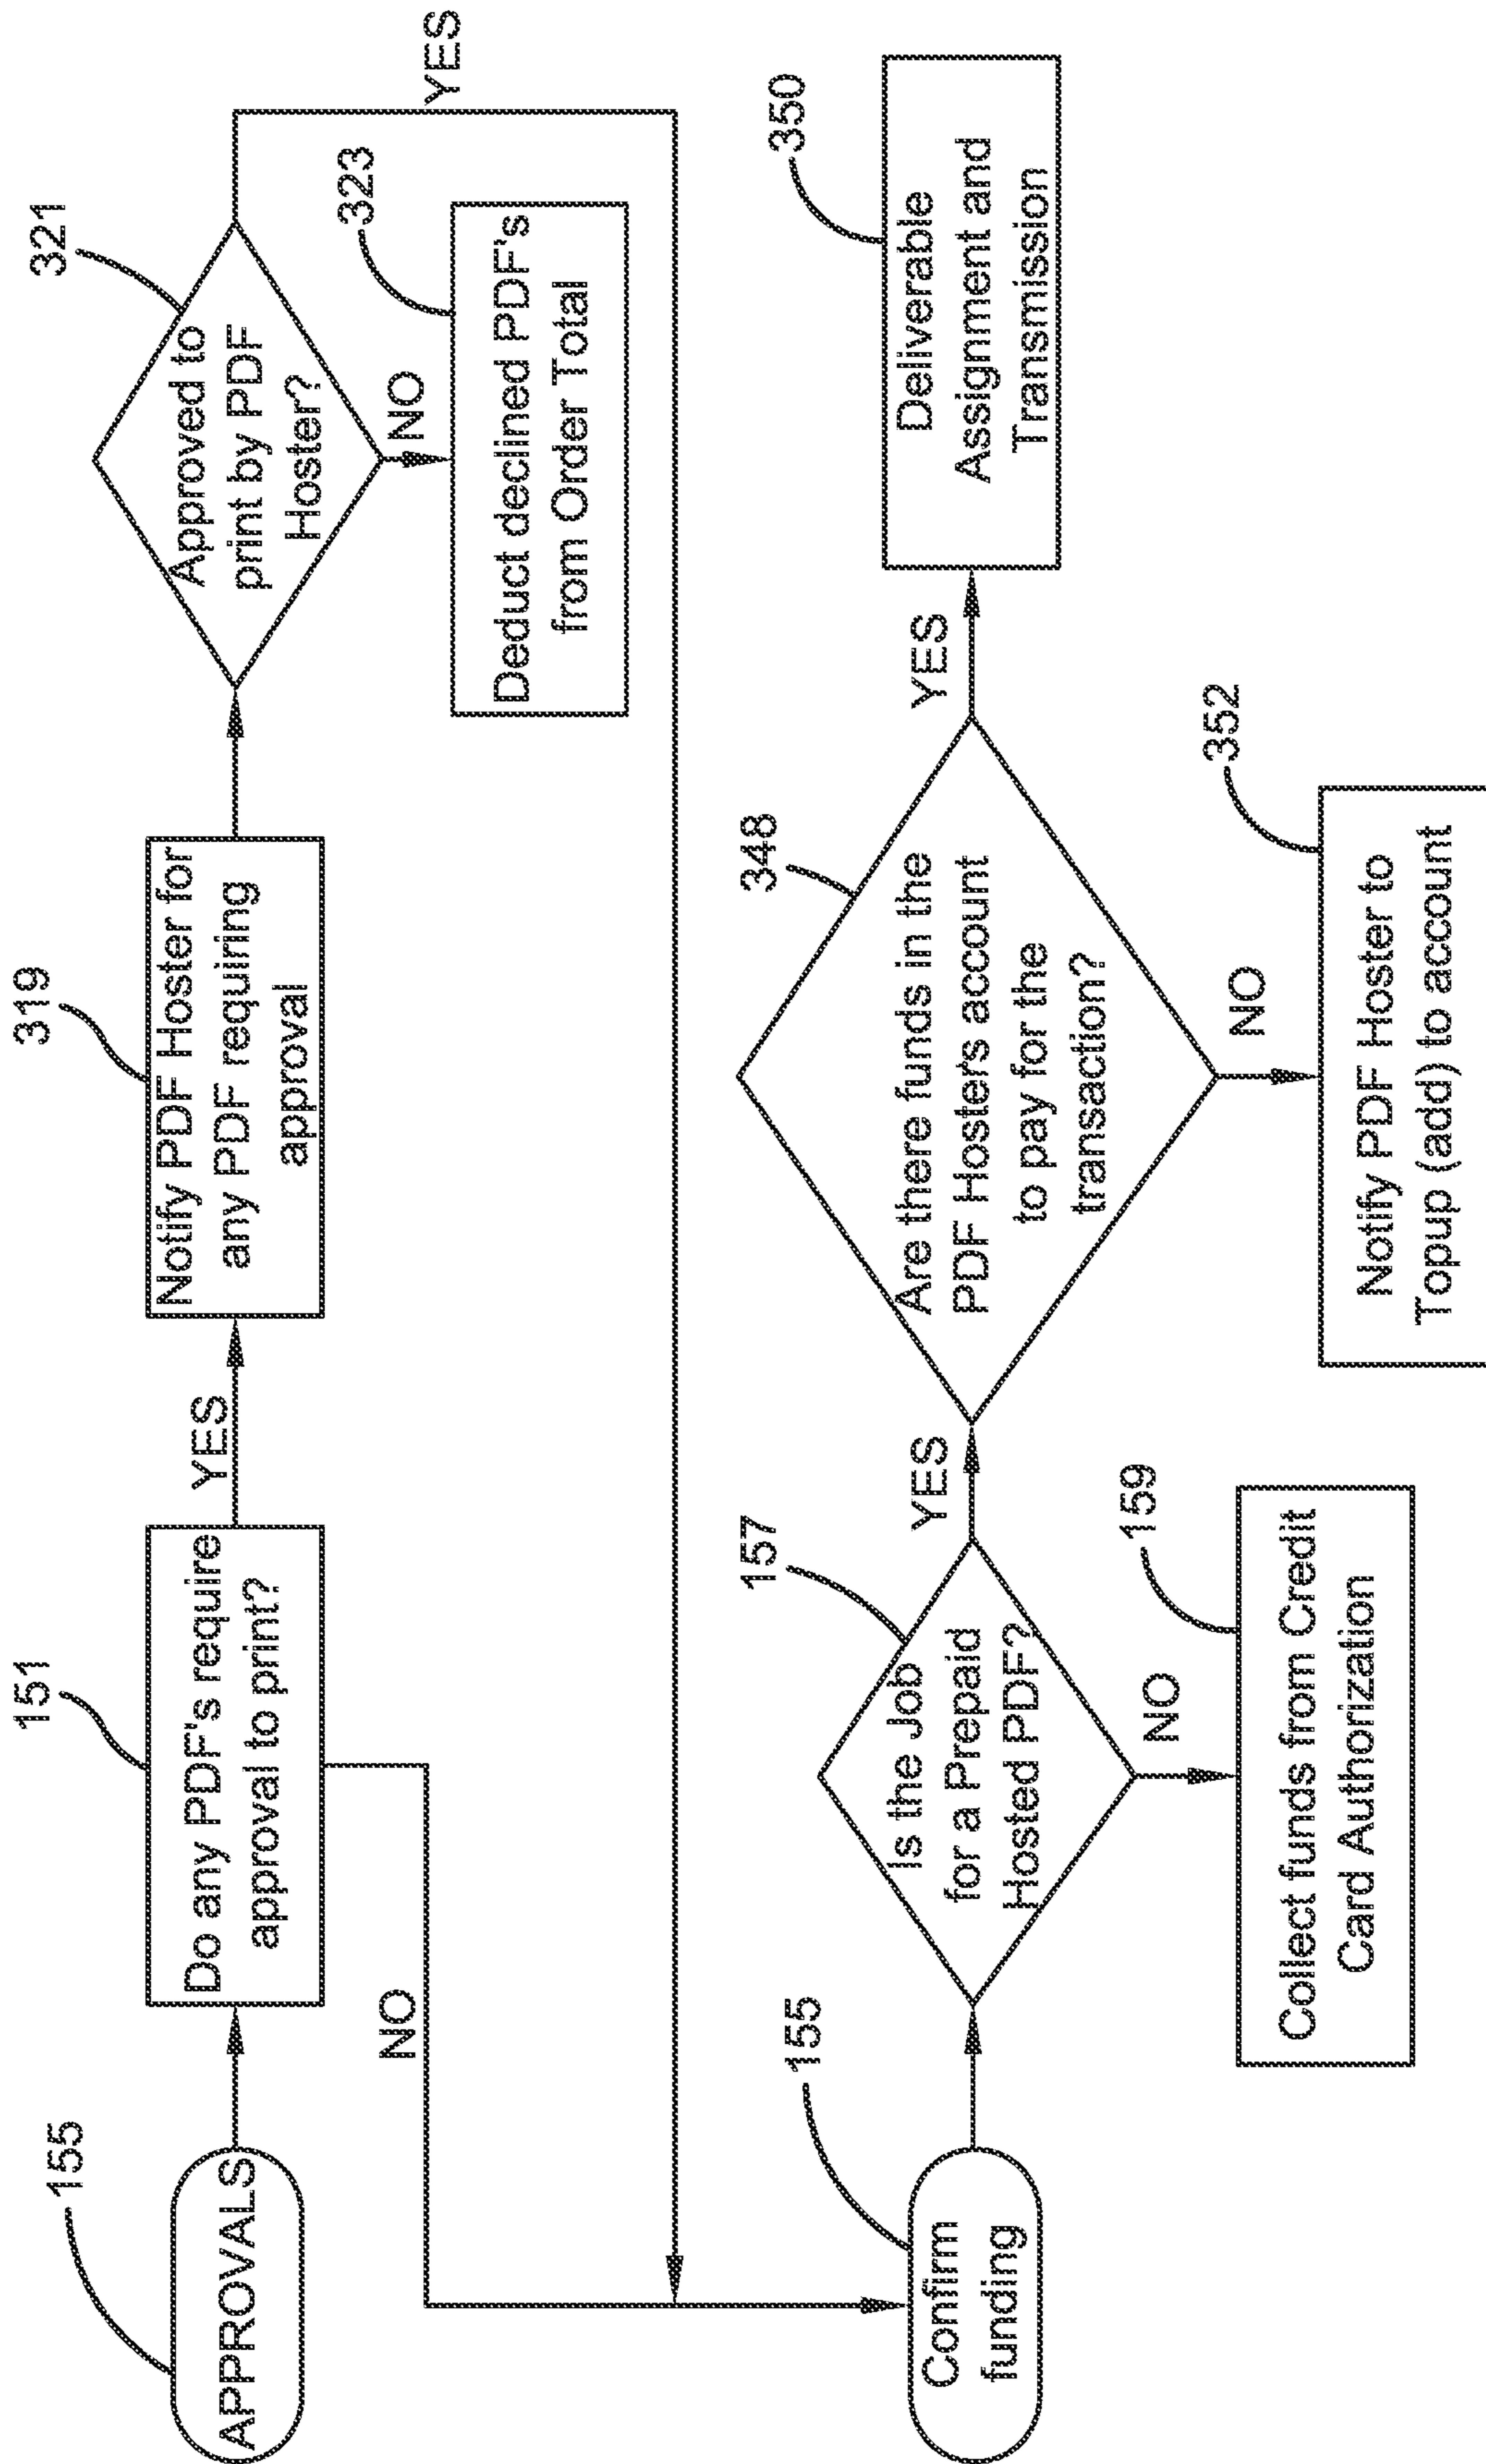 155
APPROVALS
151
Do any PDF's require
approval to print?
YES
NO
319
Notify PDF Hoster for
any PDF requiring
approval
321
Approved to
print by PDF
Hoster?
YES
NO
323
Deduct declined PDF's
from Order Total
155
Confirm
funding
157
Is the Job
for a Prepaid
Hosted PDF?
YES
NO
159
Collect funds from Credit
Card Authorization
348
Are there funds in the
PDF Hosters account
to pay for the
transaction?
YES
NO
350
Deliverable
Assignment and
Transmission
352
Notify PDF Hoster to
Topup (add) to account